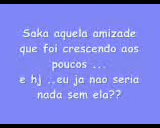 Saka aquela amizade
que foi crescendo aos
poucos ...
e hj ..eu ja nao seria
nada sem ela??